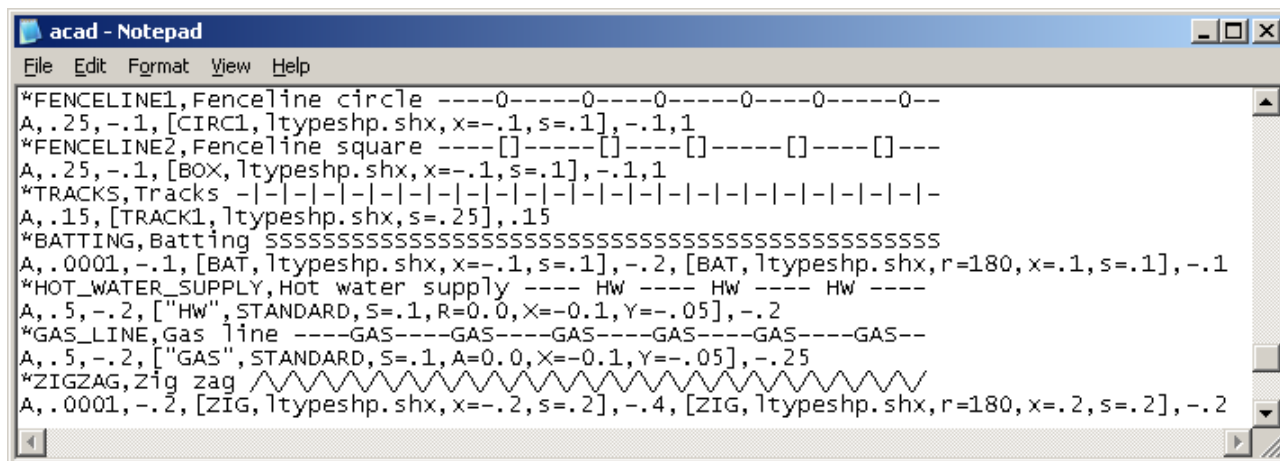 acad - Notepad
File Edit Format View Help
*FENCELINE1,Fenceline circle ----0-----0----0-----0----0-----0--
A,.25,-.1,[CIRC1,ltypeshp.shx,x=-.1,s=.1],-.1,1
*FENCELINE2,Fenceline square ----[]-----[]----[]-----[]----[]---
A,.25,-.1,[BOX,ltypeshp.shx,x=-.1,s=.1],-.1,1
*TRACKS,Tracks -|-|-|-|-|-|-|-|-|-|-|-|-|-|-|-|-|-|-|-|-|-|-|-|-
A,.15,[TRACK1,ltypeshp.shx,s=.25],.15
*BATTING,Batting SSSSSSSSSSSSSSSSSSSSSSSSSSSSSSSSSSSSSSSSSSSSSSS
A,.0001,-.1,[BAT,ltypeshp.shx,x=-.1,s=.1],-.2,[BAT,ltypeshp.shx,r=180,x=.1,s=.1],-.1
*HOT_WATER_SUPPLY,Hot water supply ---- HW ---- HW ---- HW ----
A,.5,-.2,["HW",STANDARD,S=.1,R=0.0,X=-0.1,Y=-.05],-.2
*GAS_LINE,Gas line ----GAS----GAS----GAS----GAS----GAS----GAS--
A,.5,-.2,["GAS",STANDARD,S=.1,A=0.0,X=-0.1,Y=-.05],-.25
*ZIGZAG,Zig zag /\/\/\/\/\/\/\/\/\/\/\/\/\/\/\/\/\/\/\/\/\/\/\/
A,.0001,-.2,[ZIG,ltypeshp.shx,x=-.2,s=.2],-.4,[ZIG,ltypeshp.shx,r=180,x=.2,s=.2],-.2